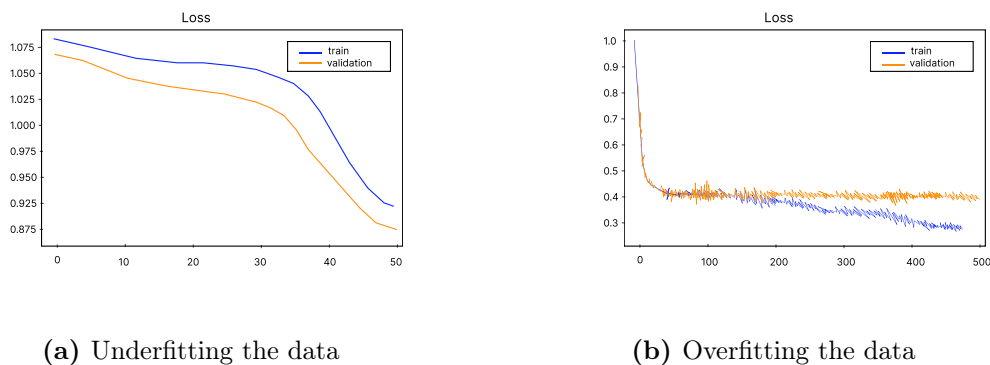 Loss
train
validation
1.075
1.050
1.025
1.000
0.975
0.950
0.925
0.875
0 10 20 30 40 50
(a) Underfitting the data
Loss
train
validation
1.0
0.9
0.8
0.7
0.6
0.5
0.4
0.3
0 100 200 300 400 500
(b) Overfitting the data